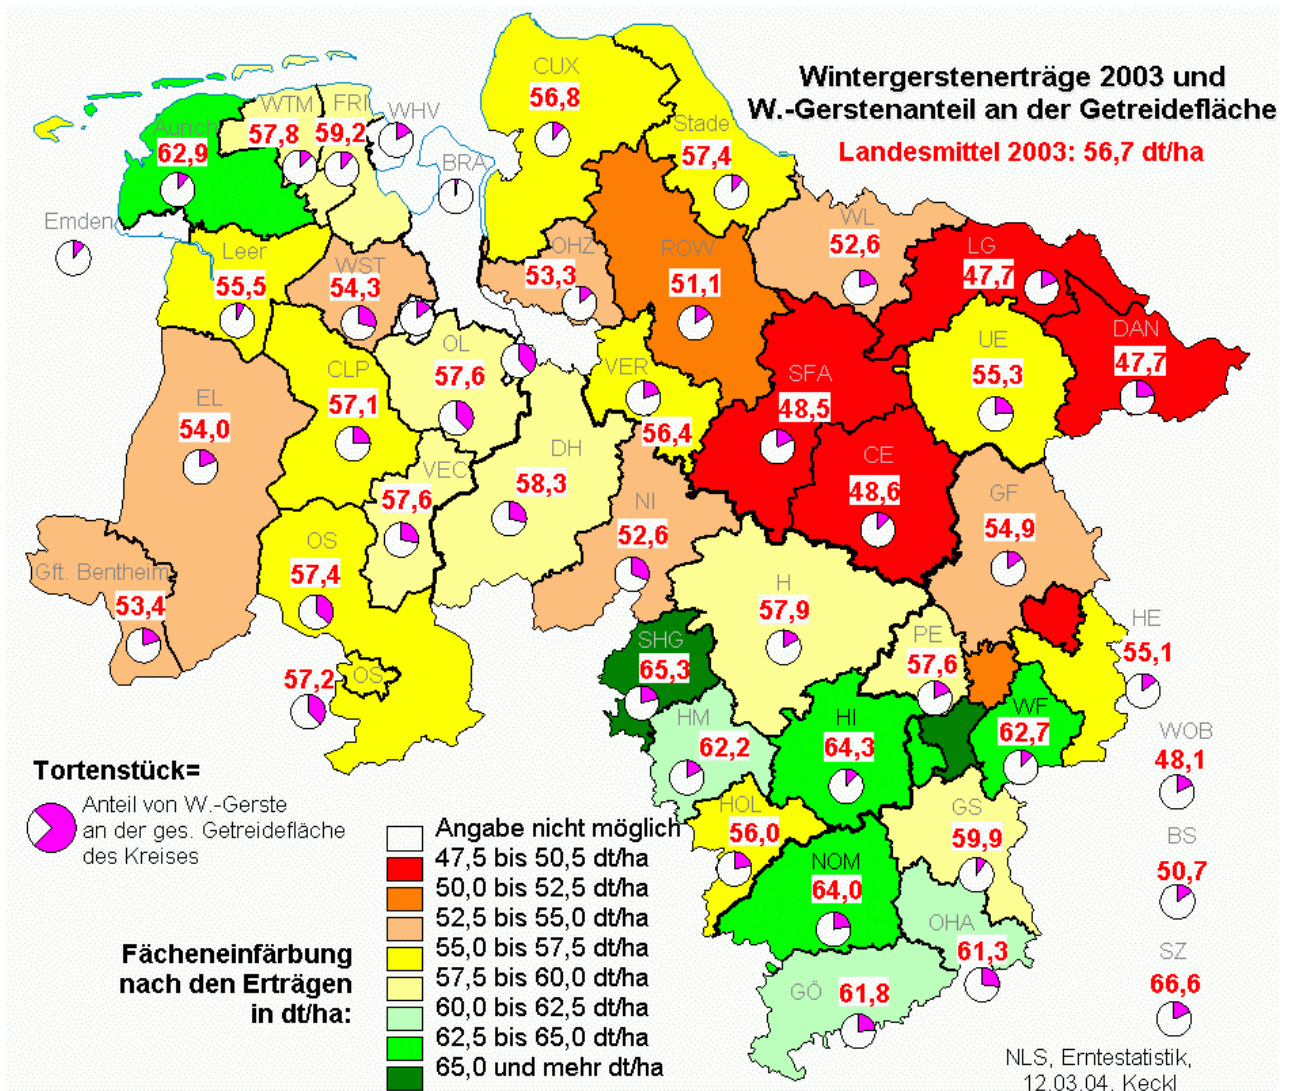 Wintergerstenerträge 2003 und
W.-Gerstenanteil an der Getreidefläche
Landesmittel 2003: 56,7 dt/ha
CUX
56,8
Stade
57,4
WTM
57,8
FRI
59,2
WHV
BRA
Aurich
62,9
Emden
Leer
55,5
WST
54,3
OHZ
53,3
ROW
51,1
WL
52,6
LG
47,7
DAN
47,7
UE
55,3
SFA
48,5
CE
48,6
VER
56,4
OL
57,6
CLP
57,1
EL
54,0
VEC
57,6
DH
58,3
NI
52,6
GF
54,9
OS
57,4
Gft. Bentheim
53,4
OS
57,2
H
57,9
SHG
65,3
PE
57,6
HE
55,1
HM
62,2
HI
64,3
WF
62,7
WOB
48,1
HOL
56,0
GS
59,9
BS
50,7
NOM
64,0
OHA
61,3
GÖ
61,8
SZ
66,6
Tortenstück=
Anteil von W.-Gerste
an der ges. Getreidefläche
des Kreises
Fächeneinfärbung
nach den Erträgen
in dt/ha:
Angabe nicht möglich
47,5 bis 50,5 dt/ha
50,0 bis 52,5 dt/ha
52,5 bis 55,0 dt/ha
55,0 bis 57,5 dt/ha
57,5 bis 60,0 dt/ha
60,0 bis 62,5 dt/ha
62,5 bis 65,0 dt/ha
65,0 und mehr dt/ha
NLS, Erntestatistik,
12.03.04, Keckl